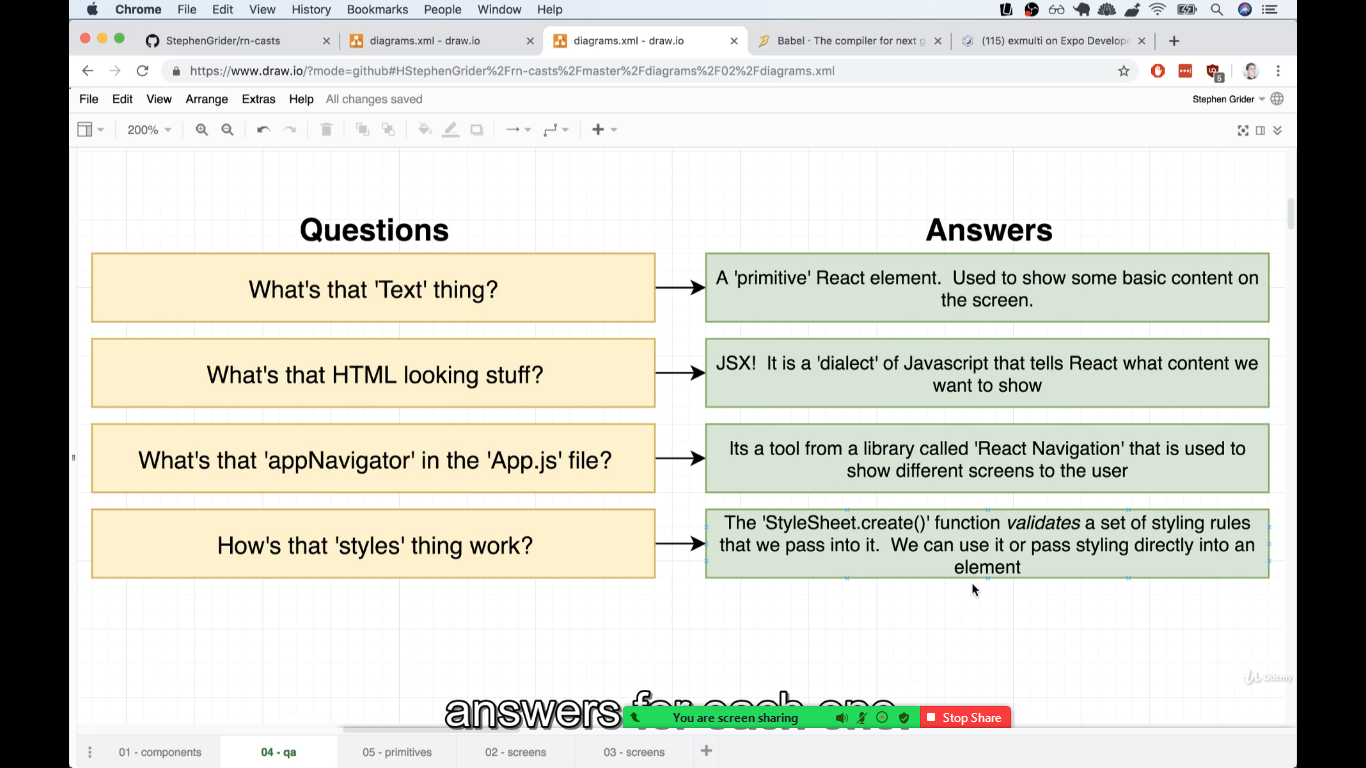 Chrome File Edit View History Bookmarks People Window Help
StephenGrider/rn-casts diagrams.xml - draw.io diagrams.xml - draw.io Babel · The compiler for next g (115) exmulti on Expo Develope
https://www.draw.io/?mode=github#HStephenGrider%2Frn-casts%2Fmaster%2Fdiagrams%2F02%2Fdiagrams.xml
5
File Edit View Arrange Extras Help All changes saved Stephen Grider
200%
Questions
Answers
What's that 'Text' thing?
A 'primitive' React element. Used to show some basic content on
the screen.
What's that HTML looking stuff?
JSX! It is a 'dialect' of Javascript that tells React what content we
want to show
What's that 'appNavigator' in the 'App.js' file?
Its a tool from a library called 'React Navigation' that is used to
show different screens to the user
How's that 'styles' thing work?
The 'StyleSheet.create()' function validates a set of styling rules
that we pass into it. We can use it or pass styling directly into an
element
Udemy
answers for each one.
You are screen sharing Stop Share
01 - components 04 - qa 05 - primitives 02 - screens 03 - screens